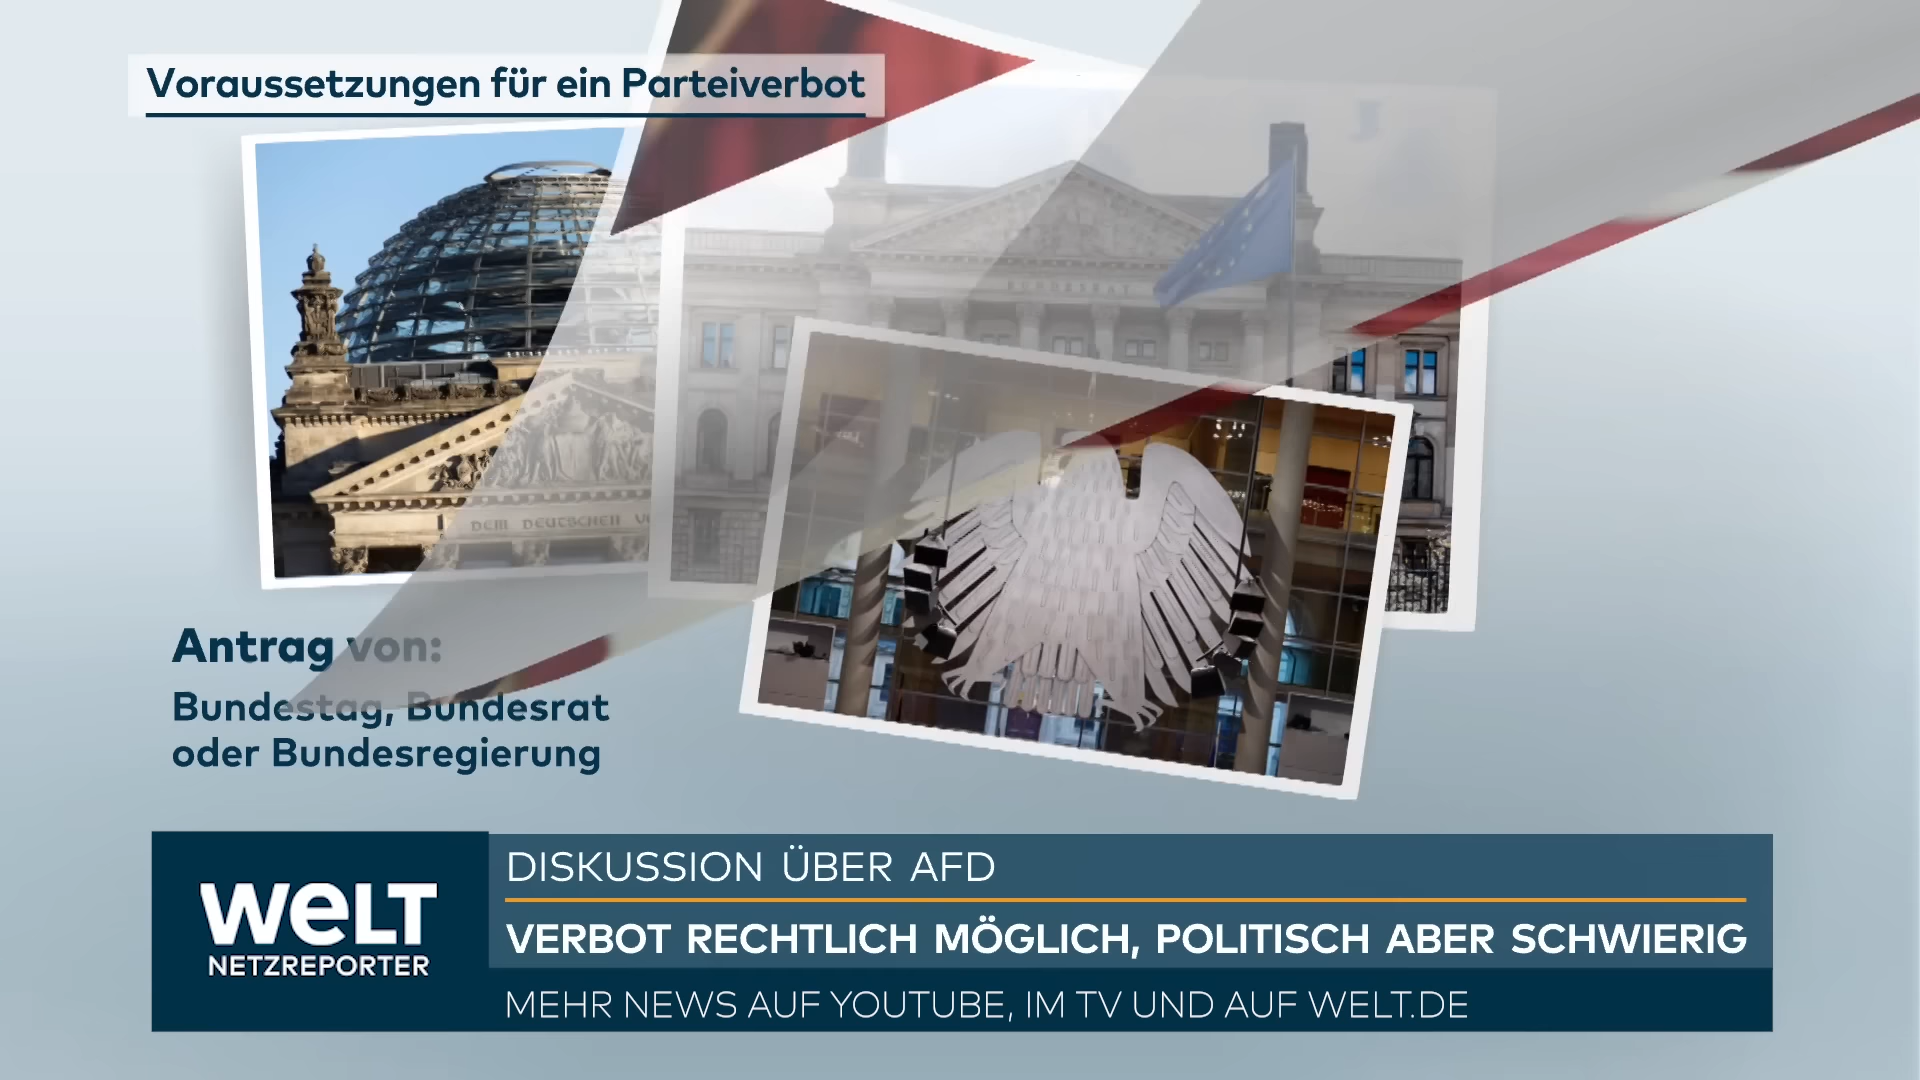 Voraussetzungen für ein Parteiverbot
BUNDESRAT
DEM DEUTSCHEN
Antrag von:
Bundestag, Bundesrat
oder Bundesregierung
WELT
NETZREPORTER
DISKUSSION ÜBER AFD
VERBOT RECHTLICH MÖGLICH, POLITISCH ABER SCHWIERIG
MEHR NEWS AUF YOUTUBE, IM TV UND AUF WELT.DE